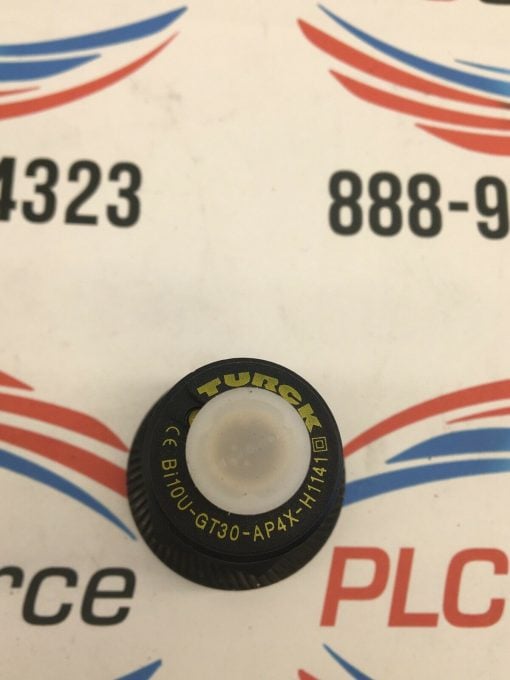 4323
888-9
TURCK
CE Bi10U-GT30-AP4X-H1141
rce
PLC